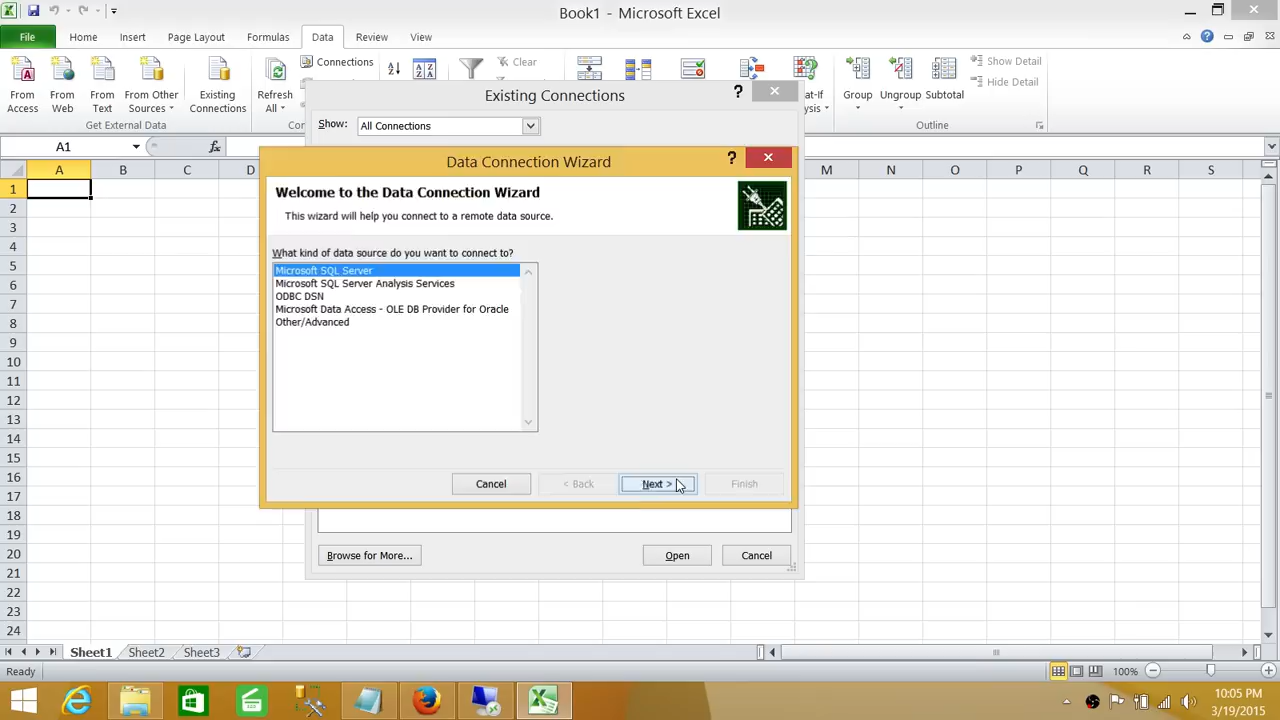 Book1 - Microsoft Excel
File Home Insert Page Layout Formulas Data Review View
Connections
Clear
Show Detail
Hide Detail
From Access
From Web
From Text
From Other Sources
Existing Connections
Refresh All
Group
Ungroup
Subtotal
Get External Data
Outline
Existing Connections ?
Show: All Connections
A1
fx
A B C D M N O P Q R S
Data Connection Wizard ?
Welcome to the Data Connection Wizard
This wizard will help you connect to a remote data source.
What kind of data source do you want to connect to?
Microsoft SQL Server
Microsoft SQL Server Analysis Services
ODBC DSN
Microsoft Data Access - OLE DB Provider for Oracle
Other/Advanced
Cancel < Back Next > Finish
Browse for More... Open Cancel
1
2
3
4
5
6
7
8
9
10
11
12
13
14
15
16
17
18
19
20
21
22
23
24
Sheet1 Sheet2 Sheet3
Ready
100%
10:05 PM
3/19/2015